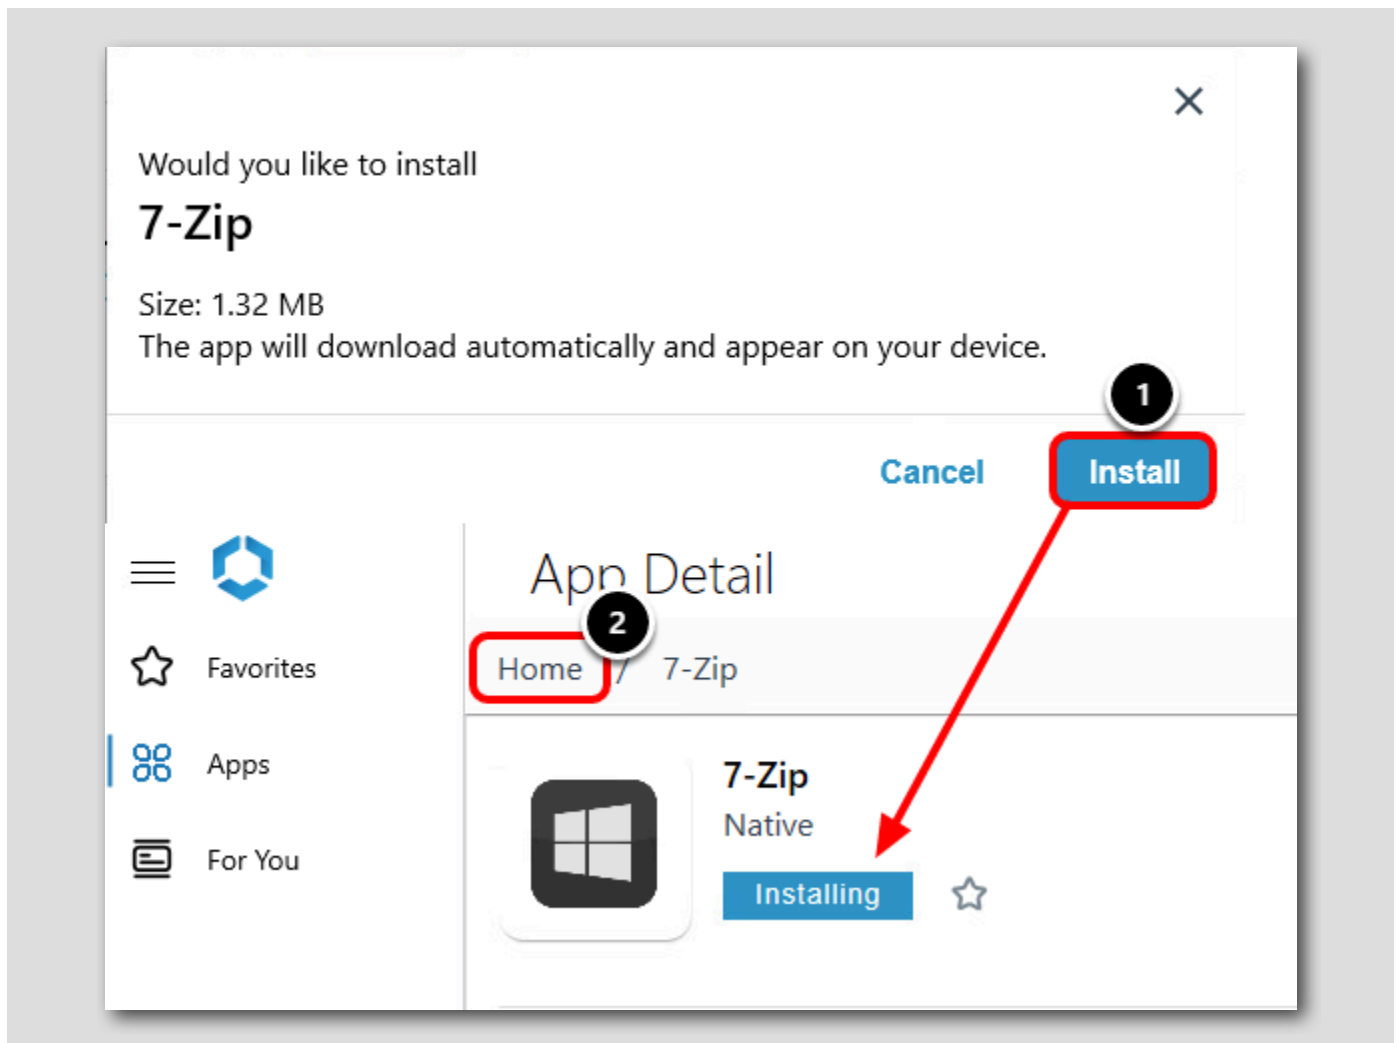 Would you like to install
7-Zip
Size: 1.32 MB
The app will download automatically and appear on your device.
1
Cancel
Install
App Detail
2
Favorites
Home / 7-Zip
Apps
7-Zip
Native
For You
Installing